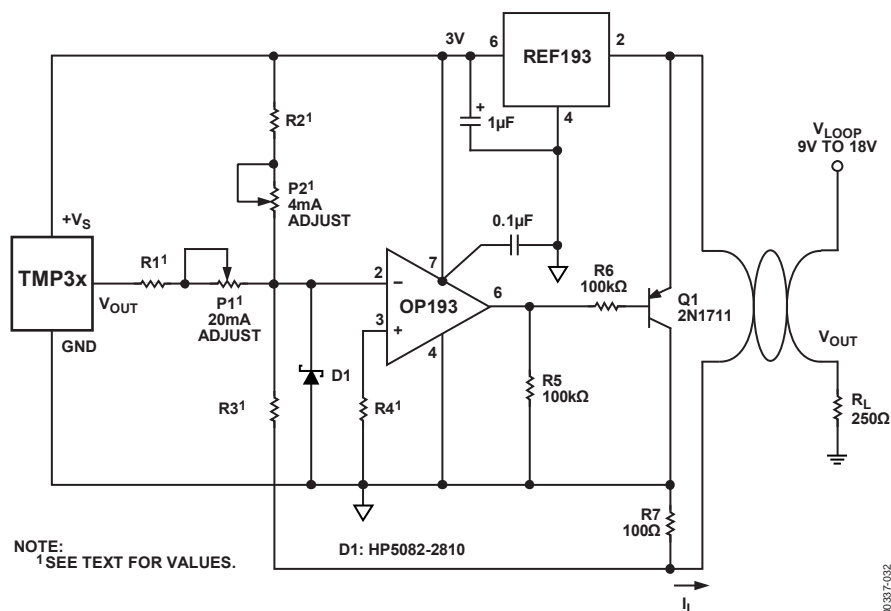 3V
6
REF193
2
4
1µF
+
R2¹
P2¹
4mA
ADJUST
V_LOOP
9V TO 18V
0.1µF
+V_S
TMP3x
V_OUT
GND
R1¹
P1¹
20mA
ADJUST
2
−
7
OP193
3
+
4
6
R6
100kΩ
Q1
2N1711
V_OUT
R_L
250Ω
R3¹
D1
R4¹
R5
100kΩ
R7
100Ω
NOTE:
¹ SEE TEXT FOR VALUES.
D1: HP5082-2810
I_L
00337-032